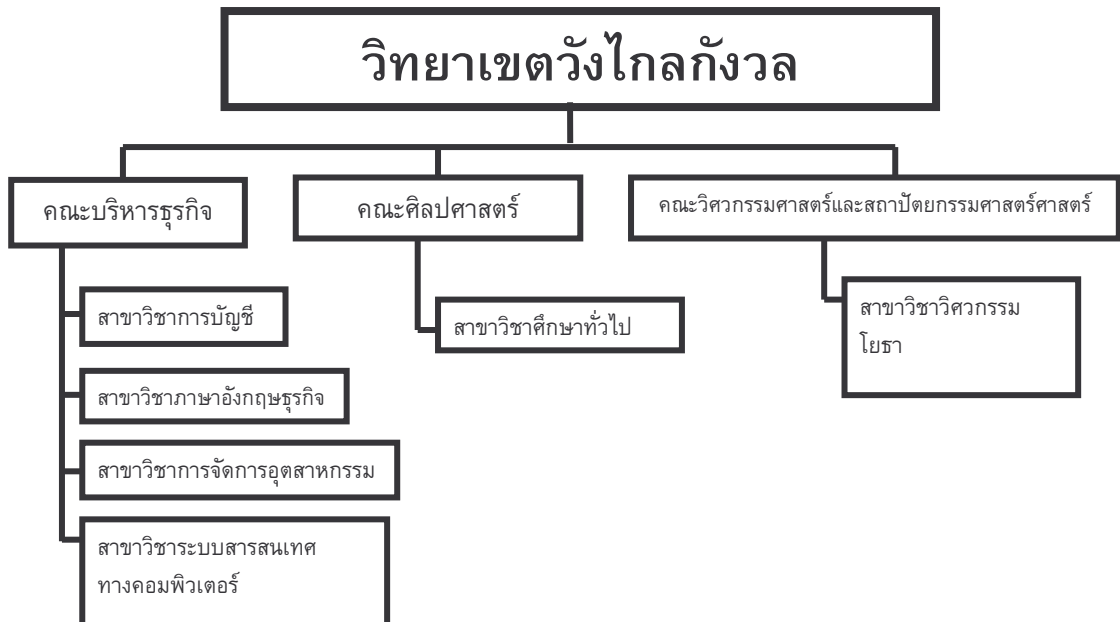 วิทยาเขตวังไกลกังวล
คณะบริหารธุรกิจ
คณะศิลปศาสตร์
คณะวิศวกรรมศาสตร์และสถาปัตยกรรมศาสตร์ศาสตร์
สาขาวิชาการบัญชี
สาขาวิชาภาษาอังกฤษธุรกิจ
สาขาวิชาการจัดการอุตสาหกรรม
สาขาวิชาระบบสารสนเทศ
ทางคอมพิวเตอร์
สาขาวิชาศึกษาทั่วไป
สาขาวิชาวิศวกรรม
โยธา